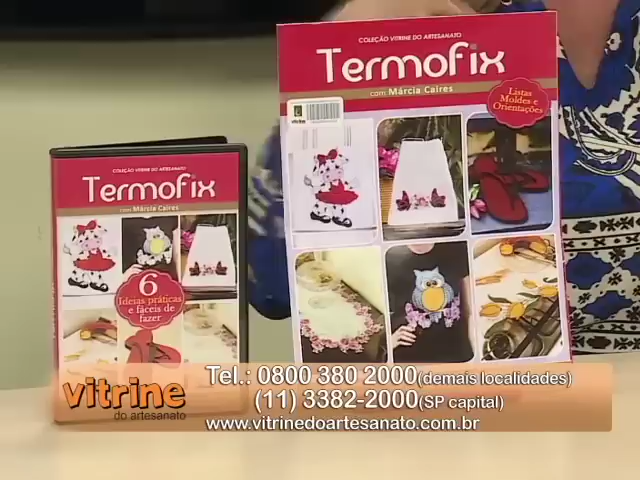 COLEÇÃO VITRINE DO ARTESANATO
Termofix
com Márcia Caires
Listas
Moldes e
Orientações
vitrine
COLEÇÃO VITRINE DO ARTESANATO
Termofix
com Márcia Caires
6
Ideias práticas
e fáceis de
fazer
vitrine
do artesanato
Tel.: 0800 380 2000(demais localidades)
(11) 3382-2000(SP capital)
www.vitrinedoartesanato.com.br